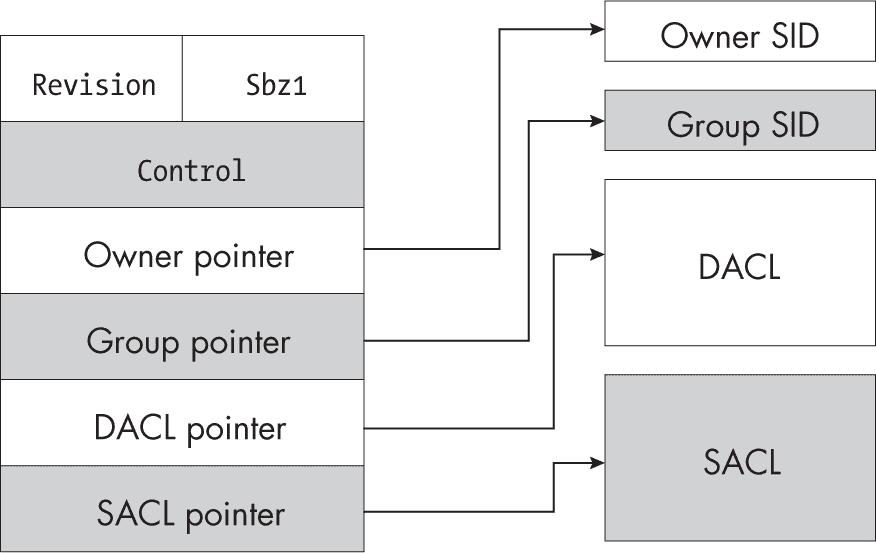 Revision
Sbz1
Control
Owner pointer
Group pointer
DACL pointer
SACL pointer
Owner SID
Group SID
DACL
SACL